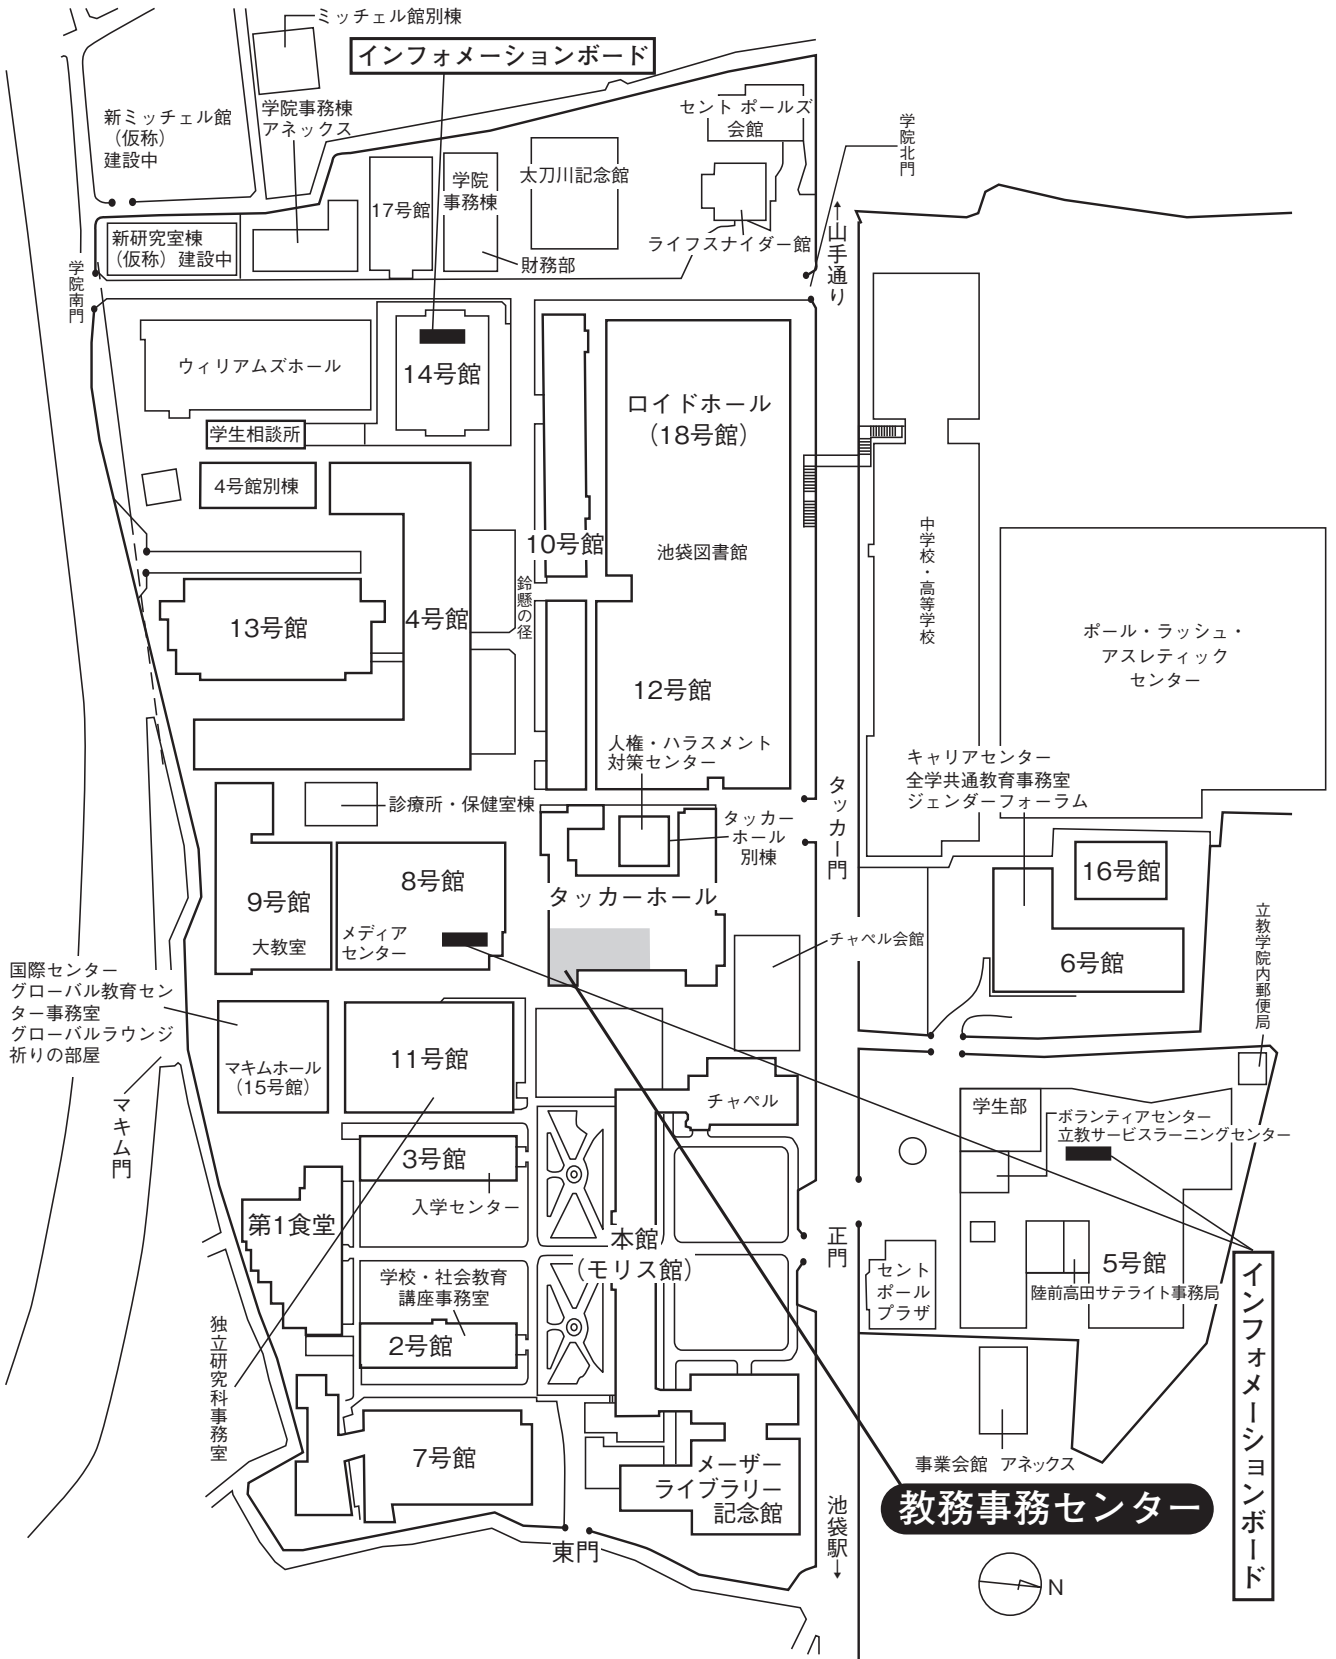 ミッチェル館別棟
インフォメーションボード
新ミッチェル館
（仮称）
建設中
学院事務棟
アネックス
セント ポールズ
会館
学院北門
17号館
学院
事務棟
太刀川記念館
新研究室棟
（仮称）建設中
財務部
ライフスナイダー館
←山手通り
学院南門
ウィリアムズホール
14号館
ロイドホール
（18号館）
学生相談所
4号館別棟
10号館
池袋図書館
中学校・高等学校
鈴懸の径
13号館
4号館
ポール・ラッシュ・
アスレティック
センター
12号館
人権・ハラスメント
対策センター
キャリアセンター
全学共通教育事務室
ジェンダーフォーラム
診療所・保健室棟
タッカー
ホール
別棟
タッカー門
16号館
8号館
9号館
大教室
メディア
センター
タッカーホール
チャペル会館
6号館
立教学院内郵便局
国際センター
グローバル教育セン
ター事務室
グローバルラウンジ
祈りの部屋
マキムホール
（15号館）
11号館
チャペル
学生部
ボランティアセンター
立教サービスラーニングセンター
マキム門
3号館
入学センター
第1食堂
本館
（モリス館）
正門
セント
ポール
プラザ
5号館
陸前高田サテライト事務局
インフォメーションボード
学校・社会教育
講座事務室
2号館
独立研究科事務室
7号館
メーザー
ライブラリー
記念館
事業会館 アネックス
教務事務センター
池袋駅→
東門
N